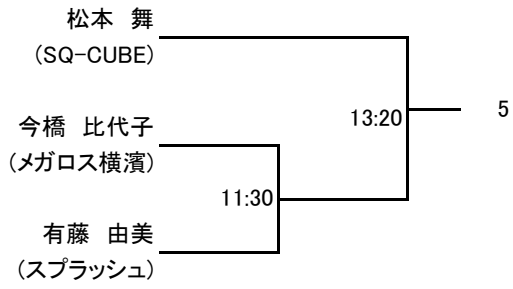 松本　舞
(SQ-CUBE)
13:20
5
今橋　比代子
(メガロス横濱)
11:30
有藤　由美
(スプラッシュ)